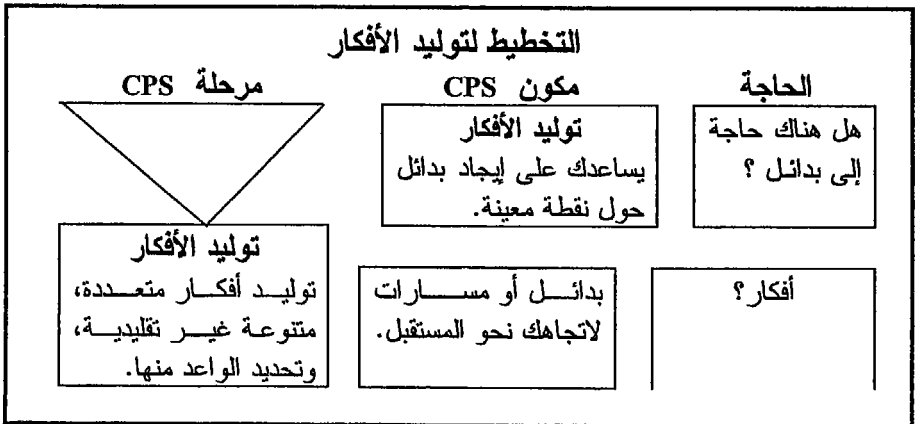 التخطيط لتوليد الأفكار
الحاجة
مكون CPS
مرحلة CPS
هل هناك حاجة
إلى بدائل ؟
توليد الأفكار
يساعدك على إيجاد بدائل
حول نقطة معينة.
أفكار؟
بدائل أو مسارات
لاتجاهك نحو المستقبل.
توليد الأفكار
توليد أفكار متعددة،
متنوعة غير تقليدية،
وتحديد الواعد منها.